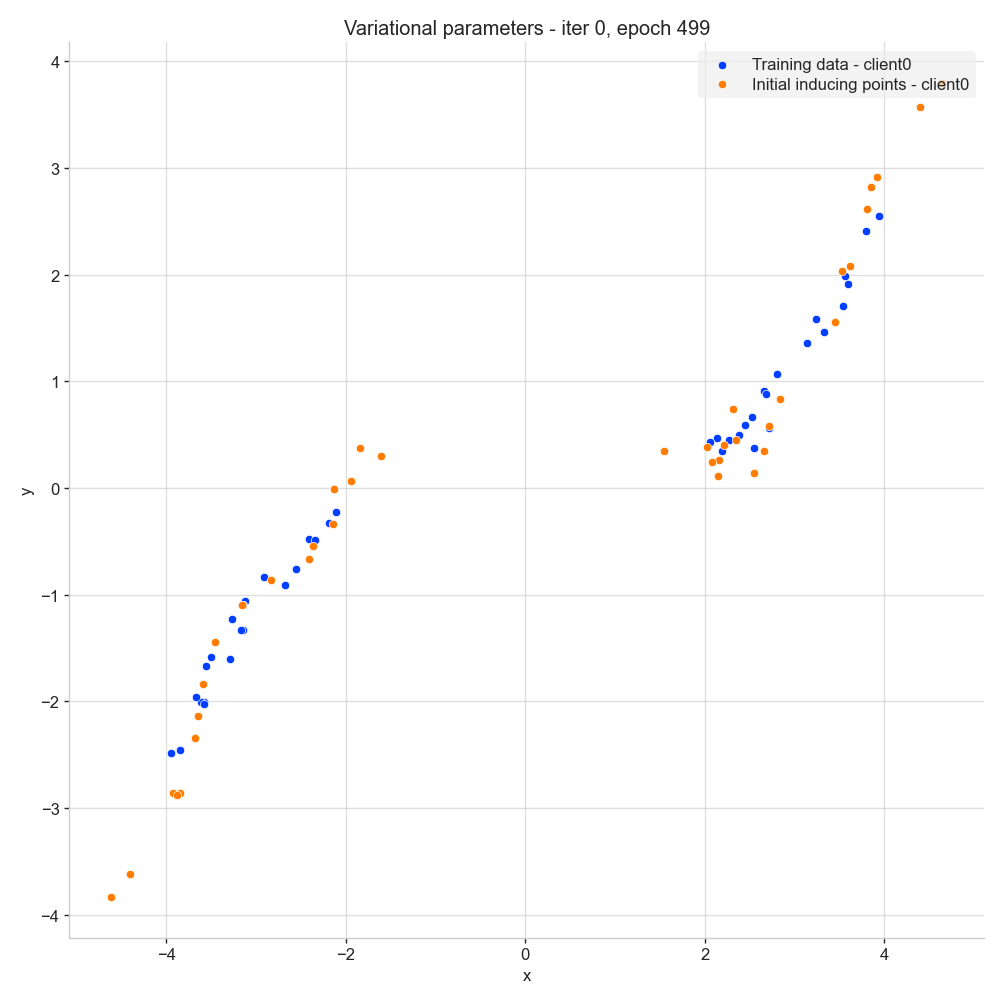 Variational parameters - iter 0, epoch 499
Training data - client0
Initial inducing points - client0
4
3
2
1
0
−1
−2
−3
−4
y
−4 −2 0 2 4
x